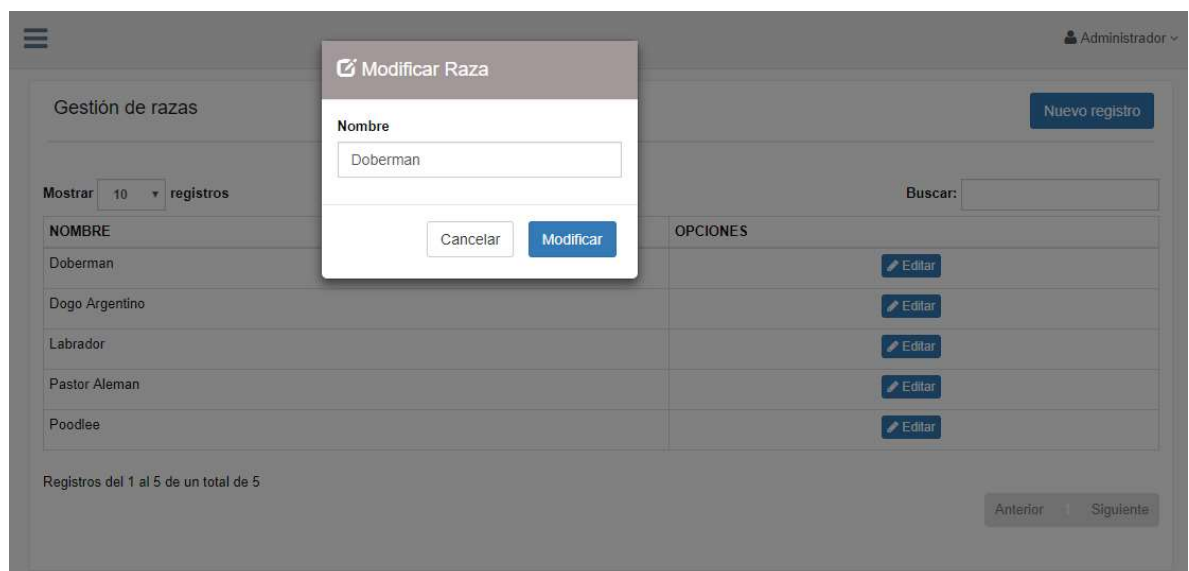 Administrador
Modificar Raza
Gestión de razas
Nuevo registro
Nombre
Doberman
Mostrar 10 registros
Buscar:
Cancelar
Modificar
NOMBRE
OPCIONES
Doberman
Editar
Dogo Argentino
Editar
Labrador
Editar
Pastor Aleman
Editar
Poodlee
Editar
Registros del 1 al 5 de un total de 5
Anterior 1 Siguiente